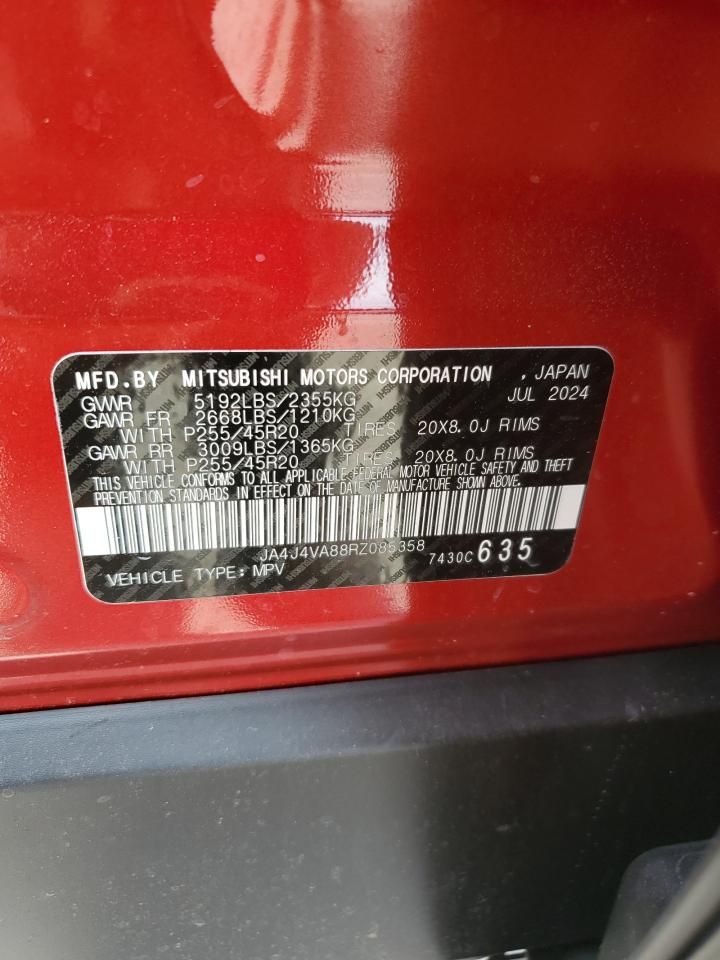 MFD.BY MITSUBISHI MOTORS CORPORATION , JAPAN
GVWR 5192LBS/2355KG JUL 2024
GAWR FR 2668LBS/1210KG
WITH P255/45R20 TIRES 20X8.0J RIMS
GAWR RR 3009LBS/1365KG
WITH P255/45R20 TIRES 20X8.0J RIMS
THIS VEHICLE CONFORMS TO ALL APPLICABLE FEDERAL MOTOR VEHICLE SAFETY AND THEFT
PREVENTION STANDARDS IN EFFECT ON THE DATE OF MANUFACTURE SHOWN ABOVE.
JA4J4VA88RZ085358
VEHICLE TYPE: MPV 7430C 635